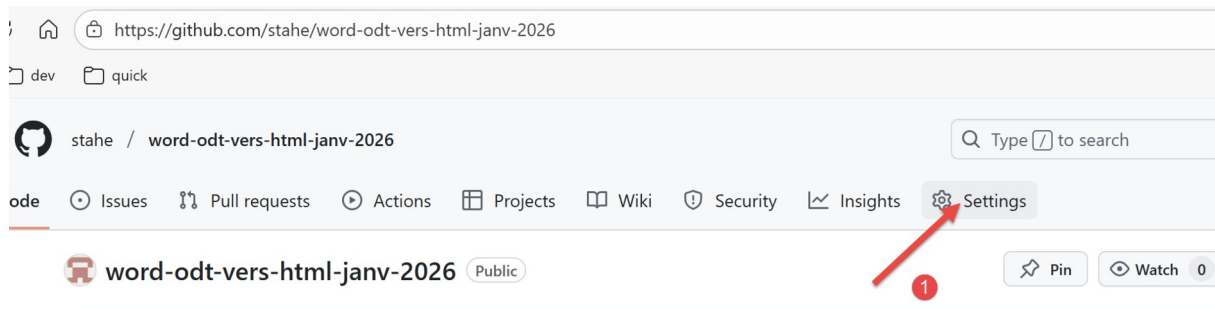 https://github.com/stahe/word-odt-vers-html-janv-2026
dev quick
stahe / word-odt-vers-html-janv-2026 Type / to search
ode Issues Pull requests Actions Projects Wiki Security Insights Settings
word-odt-vers-html-janv-2026 Public Pin Watch 0
1